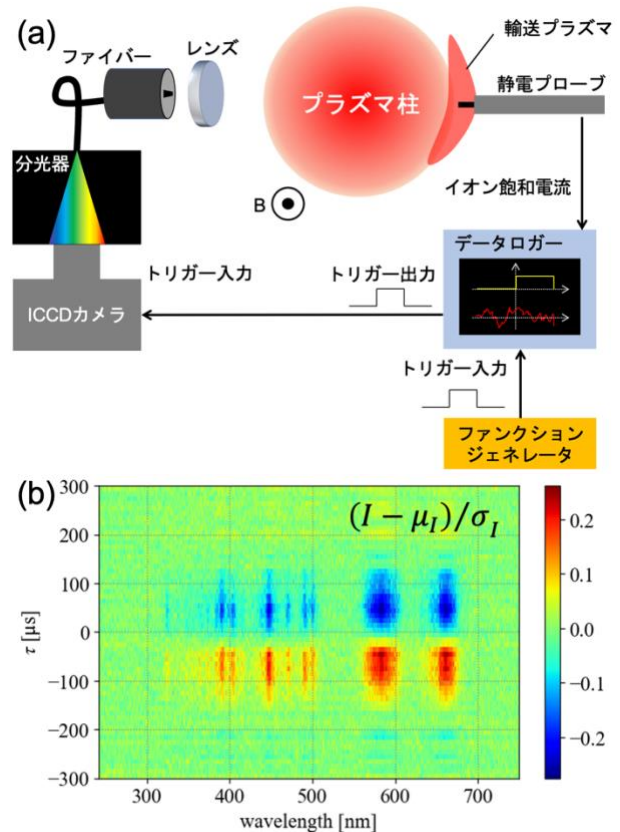 (a)
ファイバー
レンズ
プラズマ柱
輸送プラズマ
静電プローブ
分光器
B
イオン飽和電流
データロガー
トリガー入力
トリガー出力
ICCDカメラ
トリガー入力
ファンクション
ジェネレータ
(b)
(I − μ_I)/σ_I
300
200
100
0
−100
−200
−300
τ [μs]
300
400
500
600
700
wavelength [nm]
0.2
0.1
0.0
−0.1
−0.2